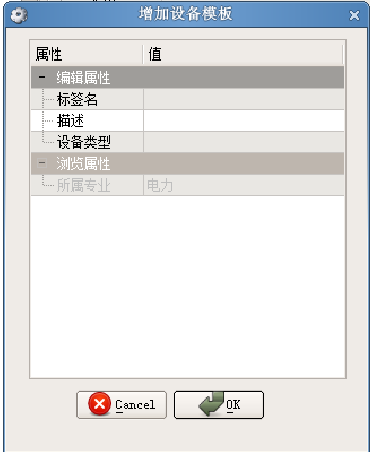 增加设备模板
属性 值
编辑属性
标签名
描述
设备类型
浏览属性
所属专业 电力
Cancel OK